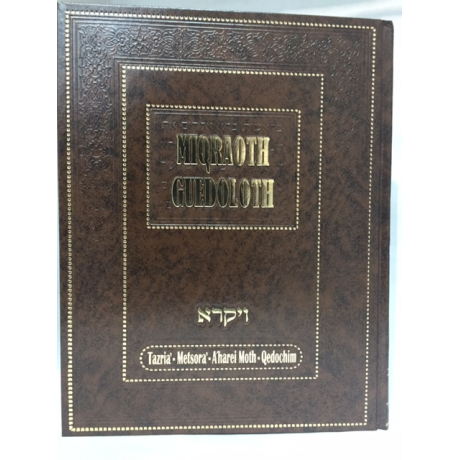 MIQRAOTH
GUEDOLOTH
ויקרא
Tazria' - Metsora' - A'harei Moth - Qedochim